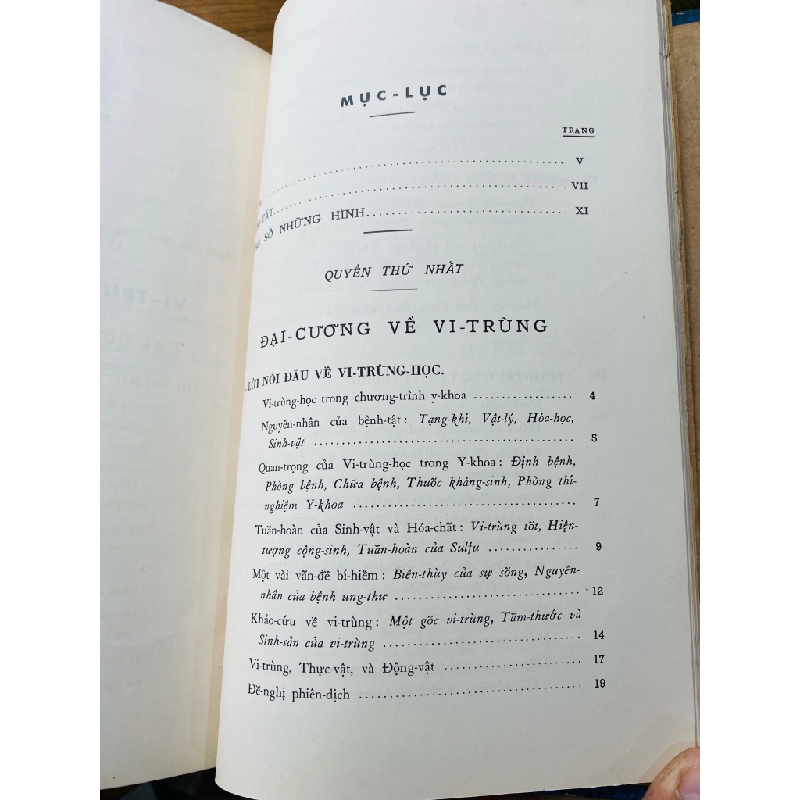 MỤC-LỤC
TRANG
V
TẮT VII
SỐ NHỮNG HÌNH XI
QUYỂN THỨ NHẤT
ĐẠI-CƯƠNG VỀ VI-TRÙNG
LỜI NÓI ĐẦU VỀ VI-TRÙNG-HỌC.
Vi-trùng-học trong chương-trình y-khoa 4
Nguyên-nhân của bệnh-tật : Tạng-khí, Vật-lý, Hóa-học,
Sinh-vật 5
Quan-trọng của Vi-trùng-học trong Y-khoa : Định bệnh,
Phòng bệnh, Chữa bệnh, Thuốc kháng-sinh, Phòng thí-
nghiệm Y-khoa 7
Tuần-hoàn của Sinh-vật và Hóa-chất : Vi-trùng tốt, Hiện-
tượng cộng-sinh, Tuần-hoàn của Sulfu 9
Một vài vấn-đề bí-hiểm : Biên-thùy của sự sống, Nguyên-
nhân của bệnh ung-thư 12
Khảo-cứu về vi-trùng : Một góc vi-trùng, Tầm-thước và
Sinh-sản của vi-trùng 14
Vi-trùng, Thực-vật, và Động-vật 17
Đề-nghị phiên-dịch 19